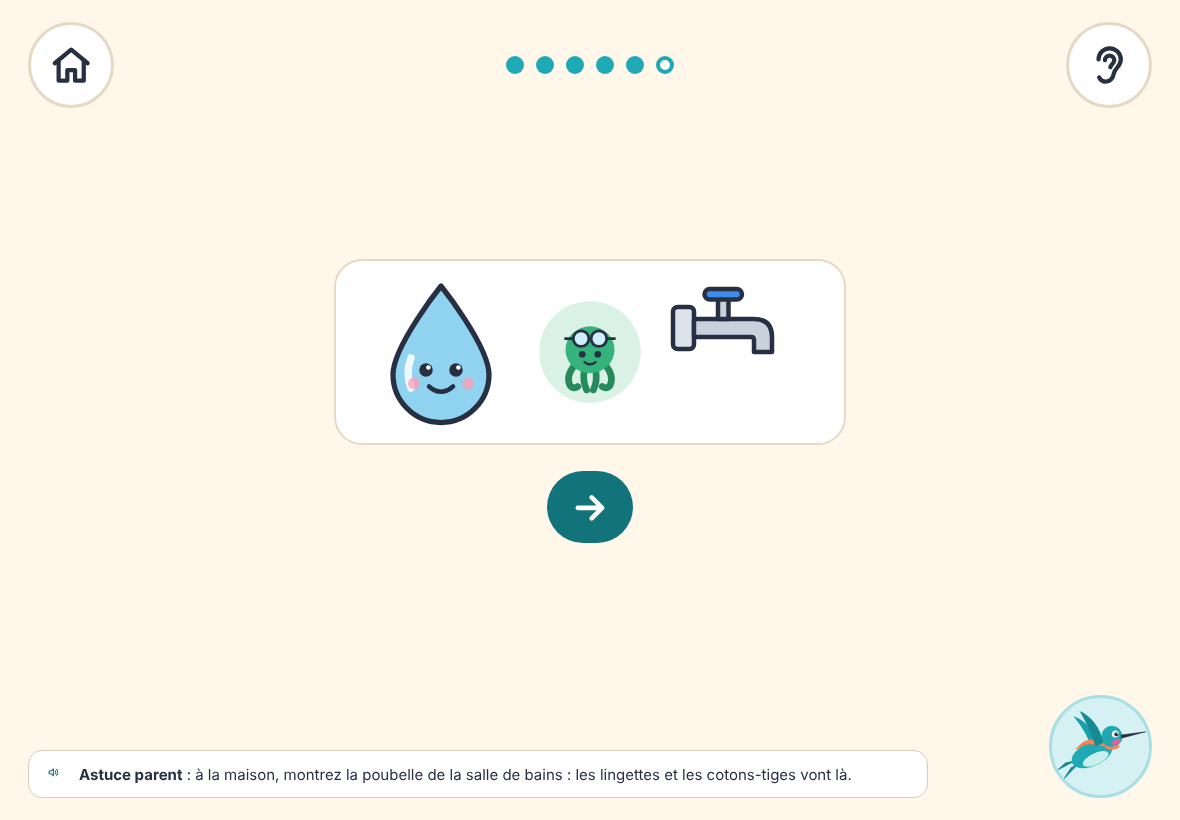 Astuce parent : à la maison, montrez la poubelle de la salle de bains : les lingettes et les cotons-tiges vont là.